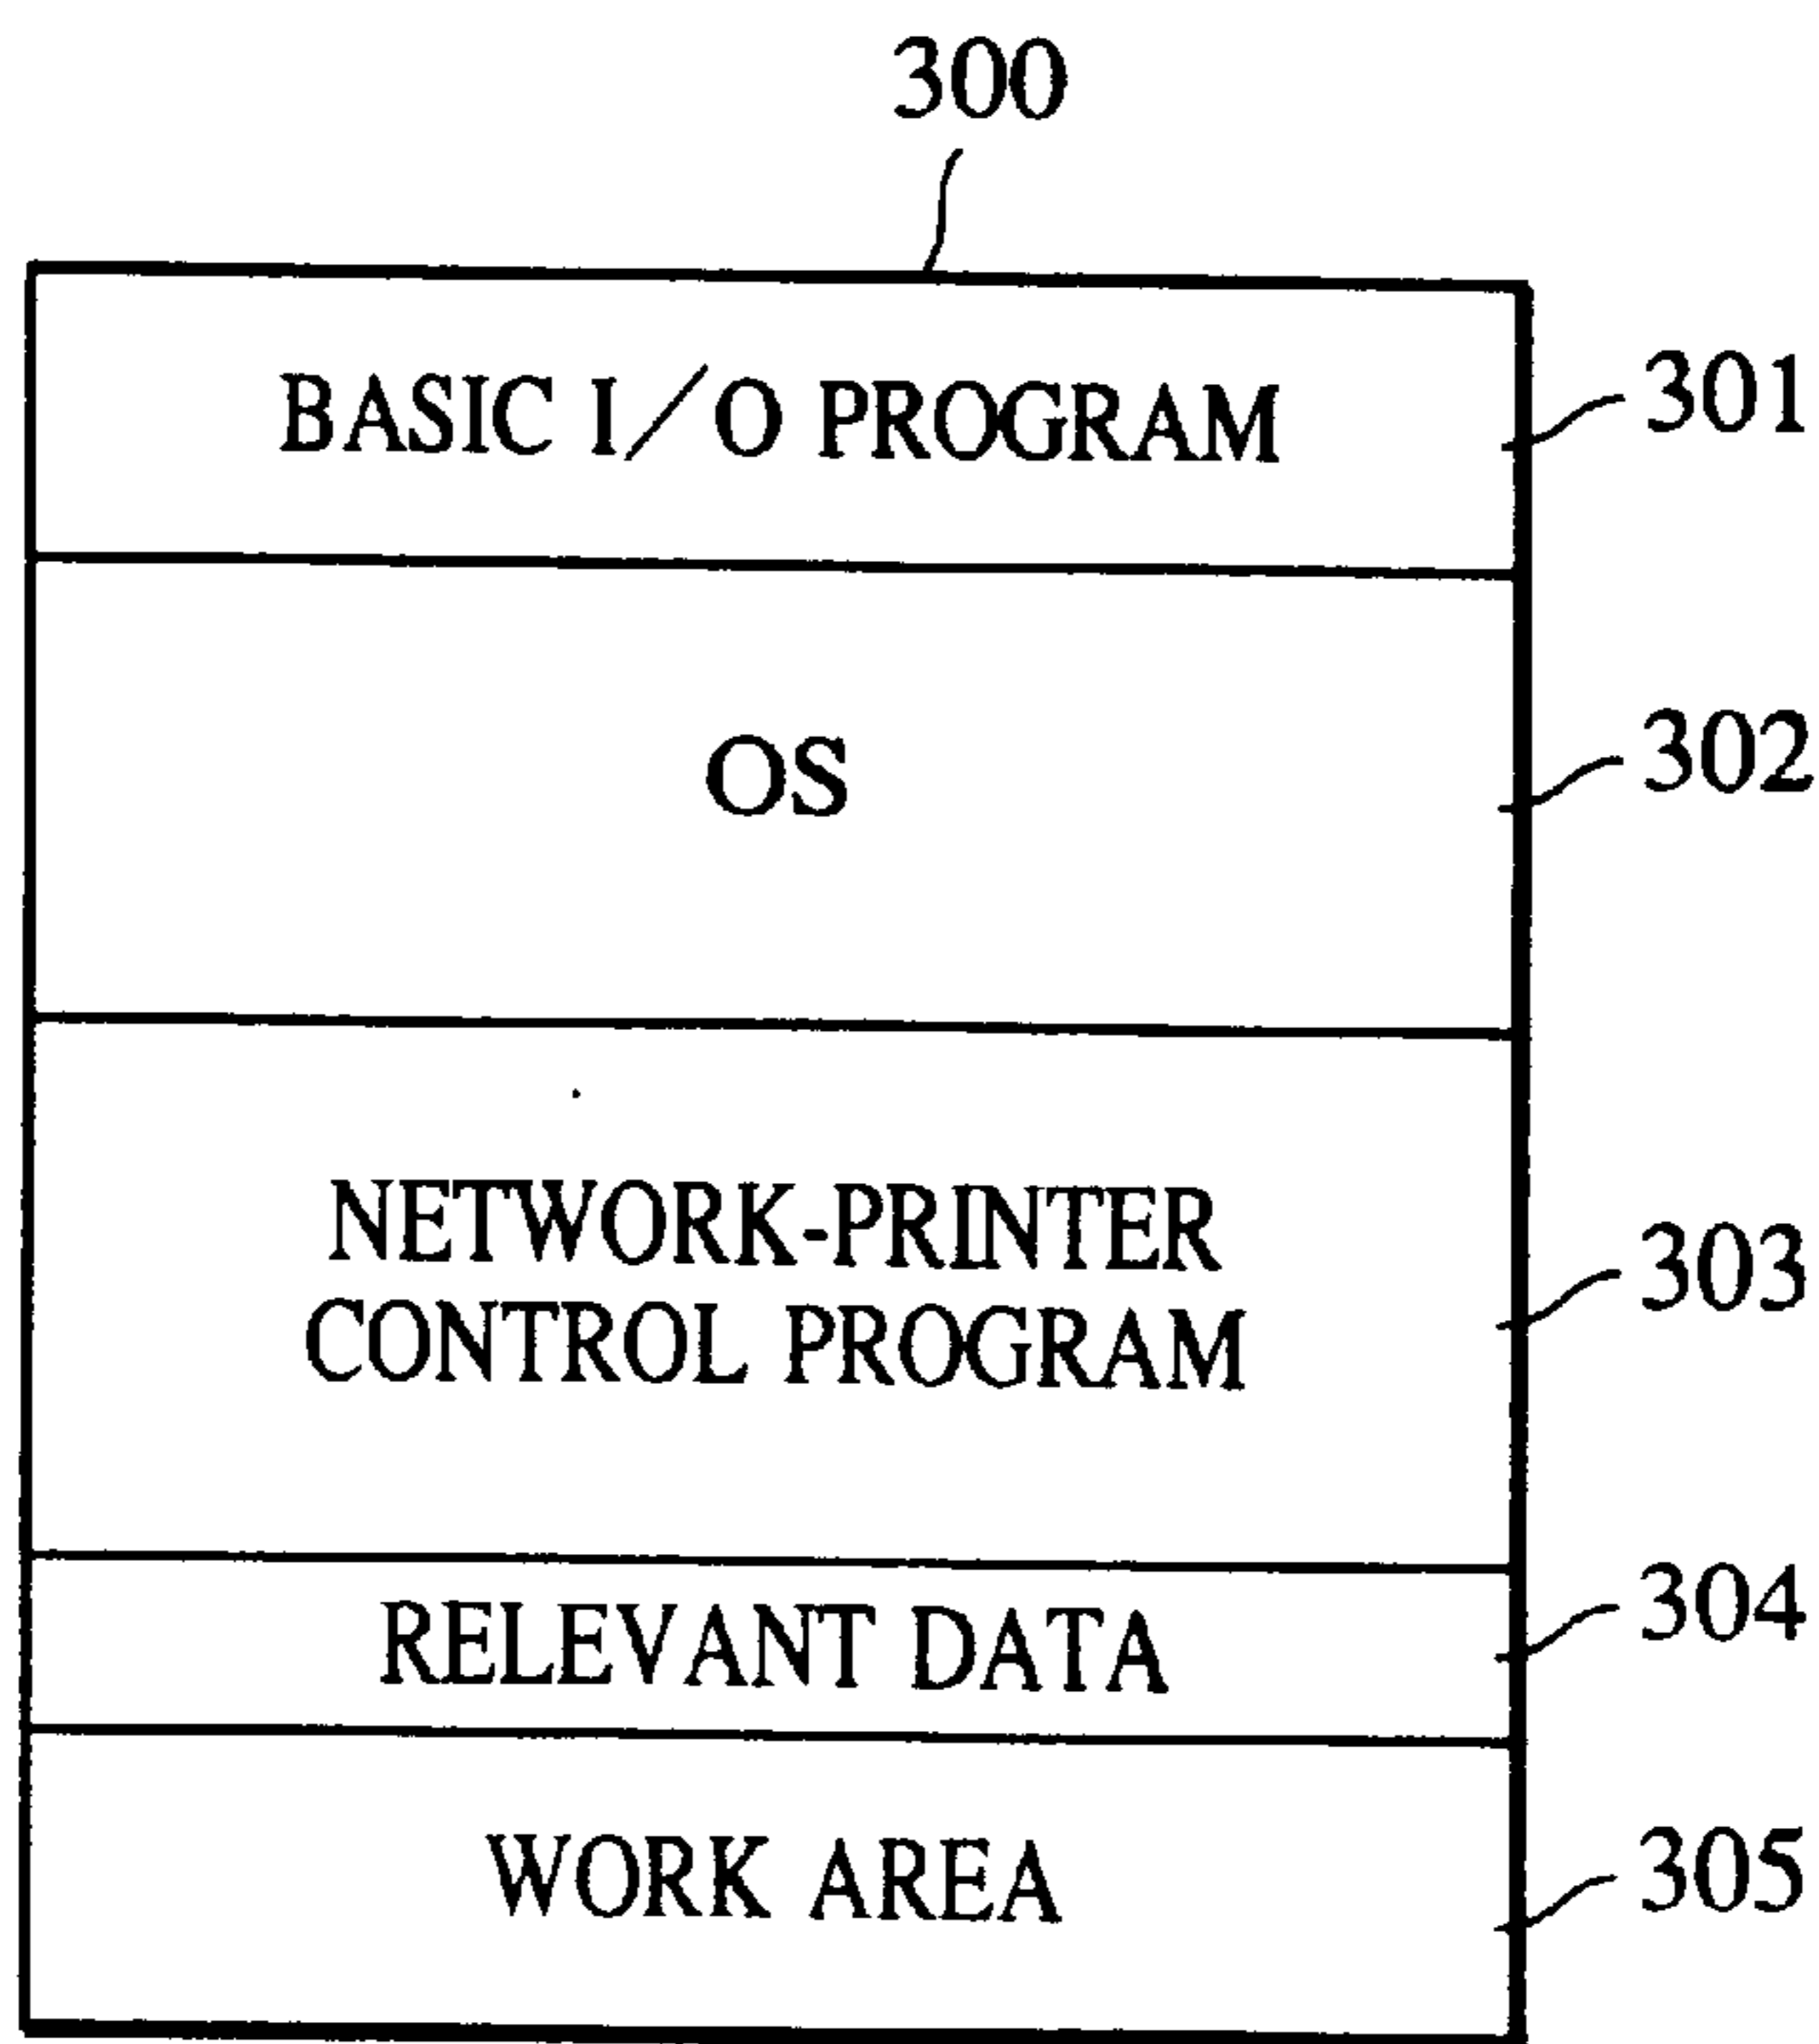 300
BASIC I/O PROGRAM 301
OS 302
NETWORK-PRINTER
CONTROL PROGRAM 303
RELEVANT DATA 304
WORK AREA 305